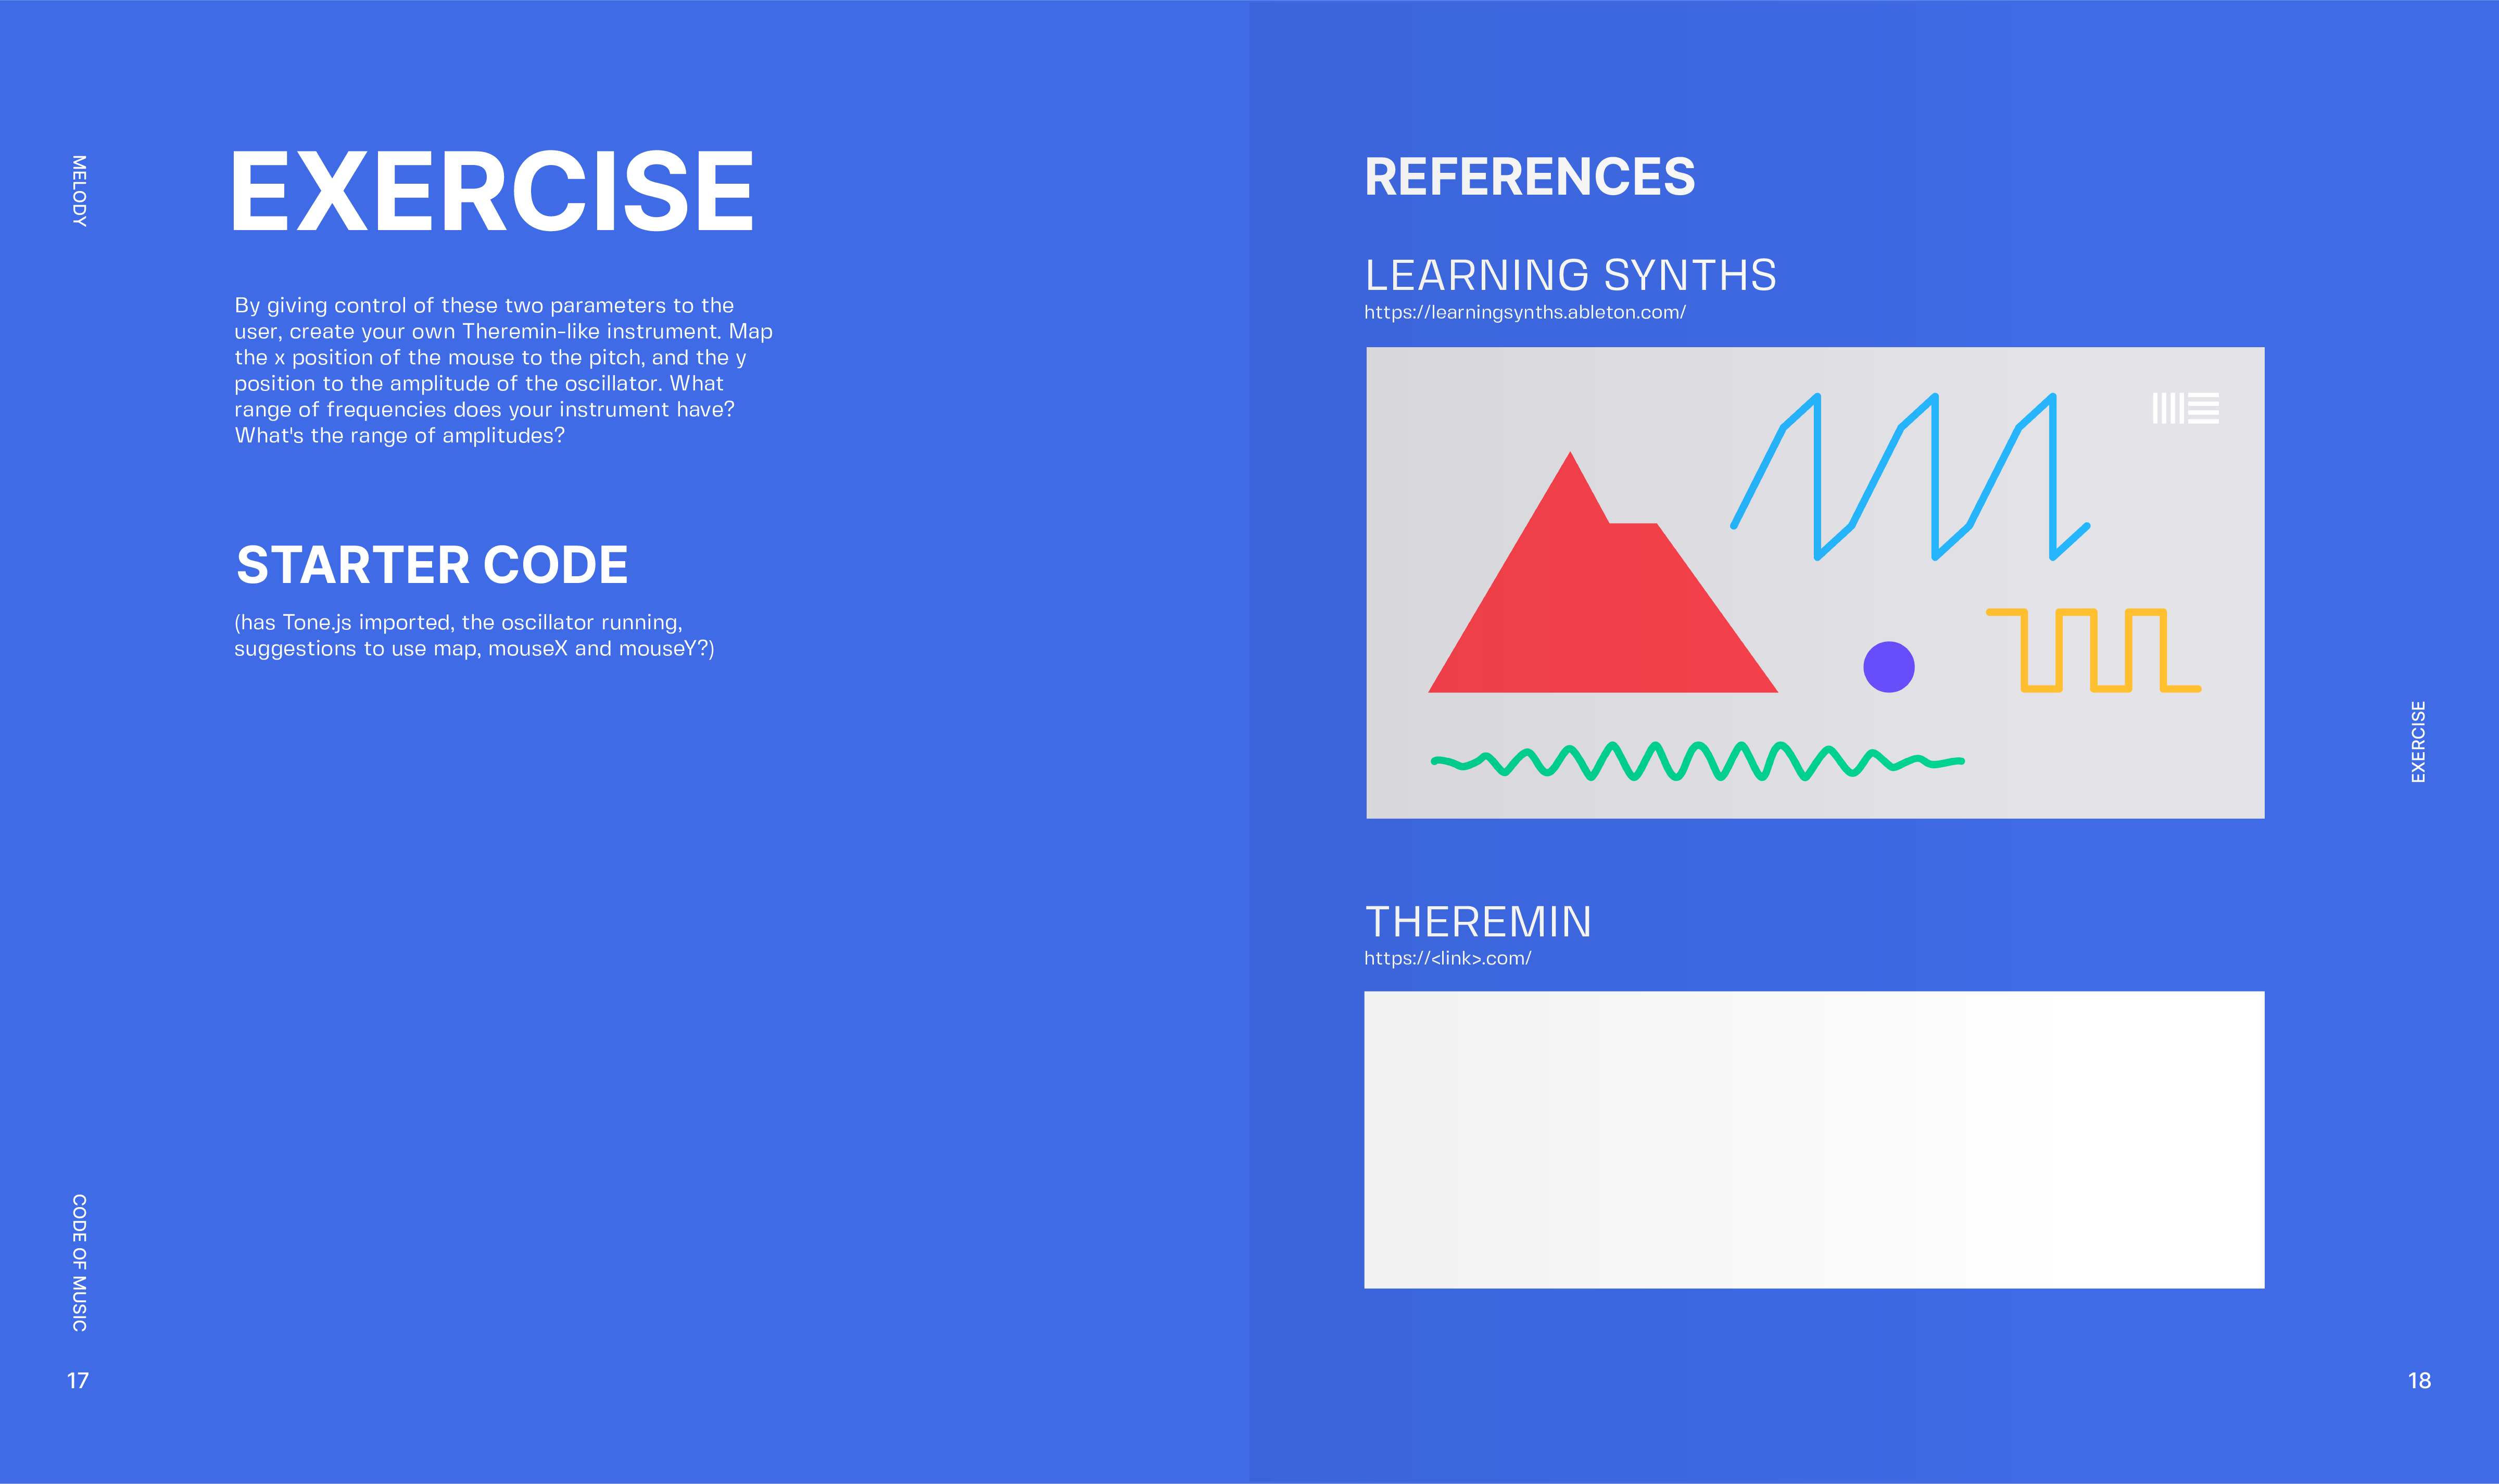 MELODY
EXERCISE
By giving control of these two parameters to the
user, create your own Theremin-like instrument. Map
the x position of the mouse to the pitch, and the y
position to the amplitude of the oscillator. What
range of frequencies does your instrument have?
What's the range of amplitudes?
STARTER CODE
(has Tone.js imported, the oscillator running,
suggestions to use map, mouseX and mouseY?)
CODE OF MUSIC
17
REFERENCES
LEARNING SYNTHS
https://learningsynths.ableton.com/
THEREMIN
https://<link>.com/
EXERCISE
18